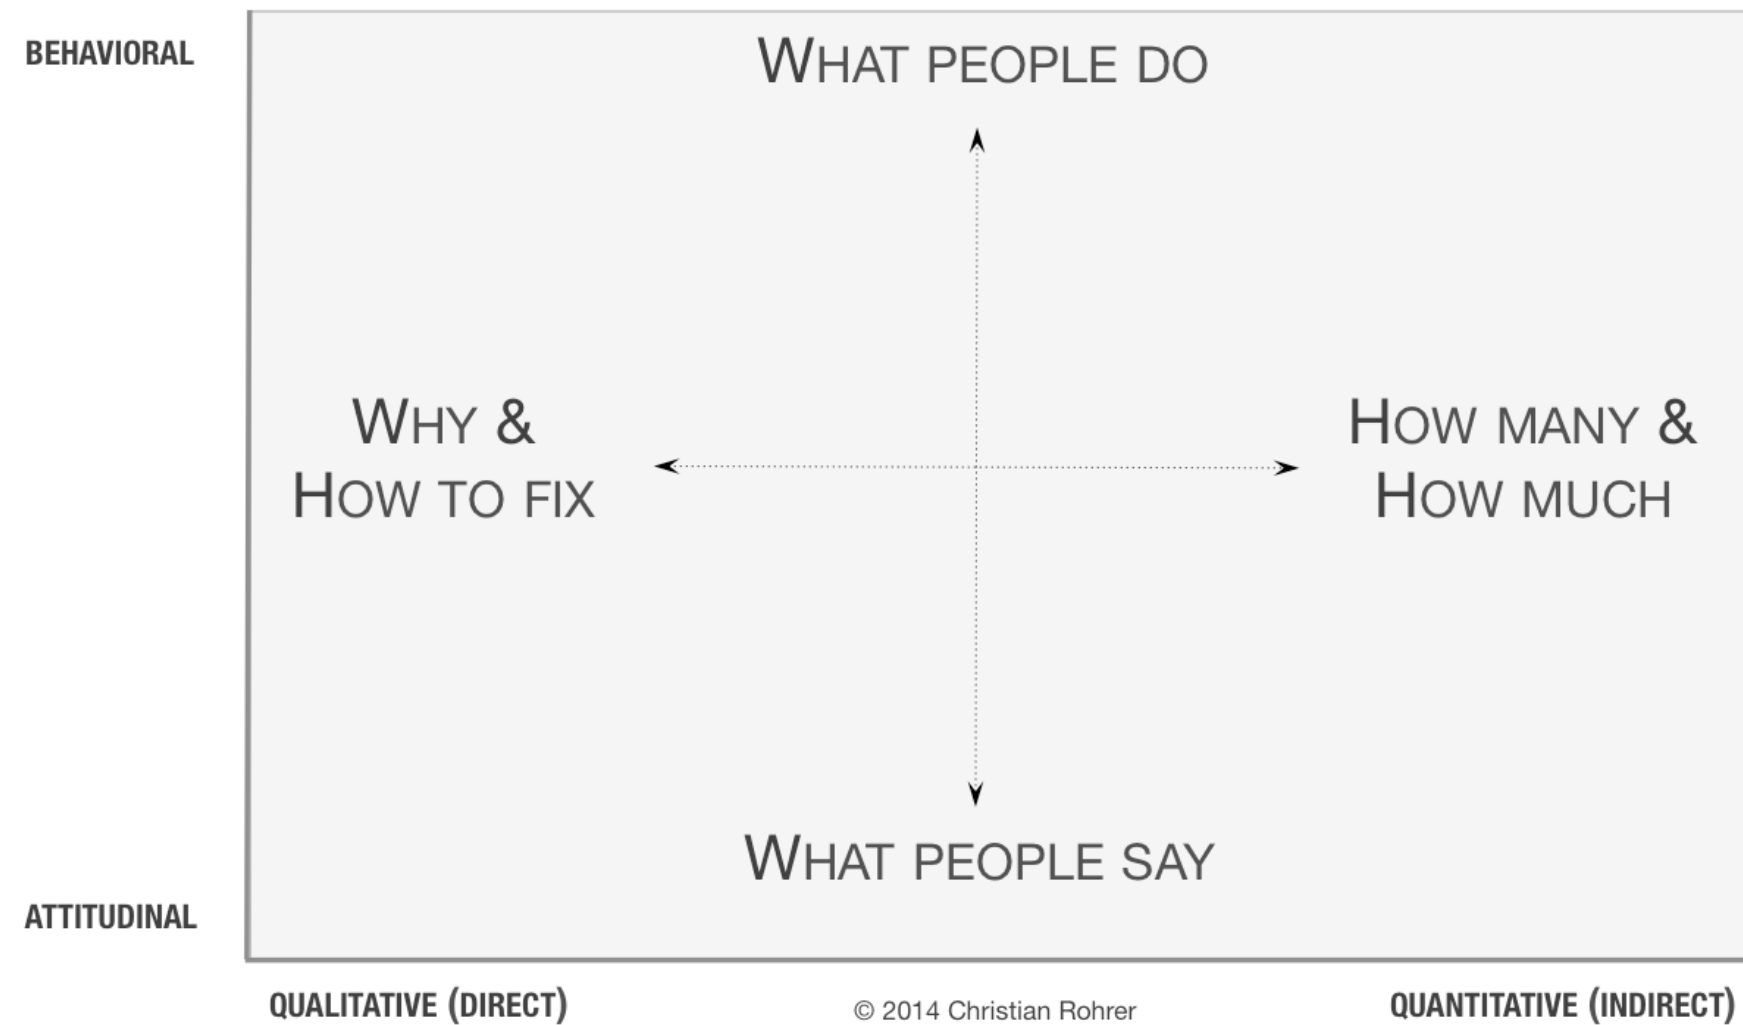 BEHAVIORAL
WHAT PEOPLE DO
WHY &
HOW TO FIX
HOW MANY &
HOW MUCH
WHAT PEOPLE SAY
ATTITUDINAL
QUALITATIVE (DIRECT)
© 2014 Christian Rohrer
QUANTITATIVE (INDIRECT)